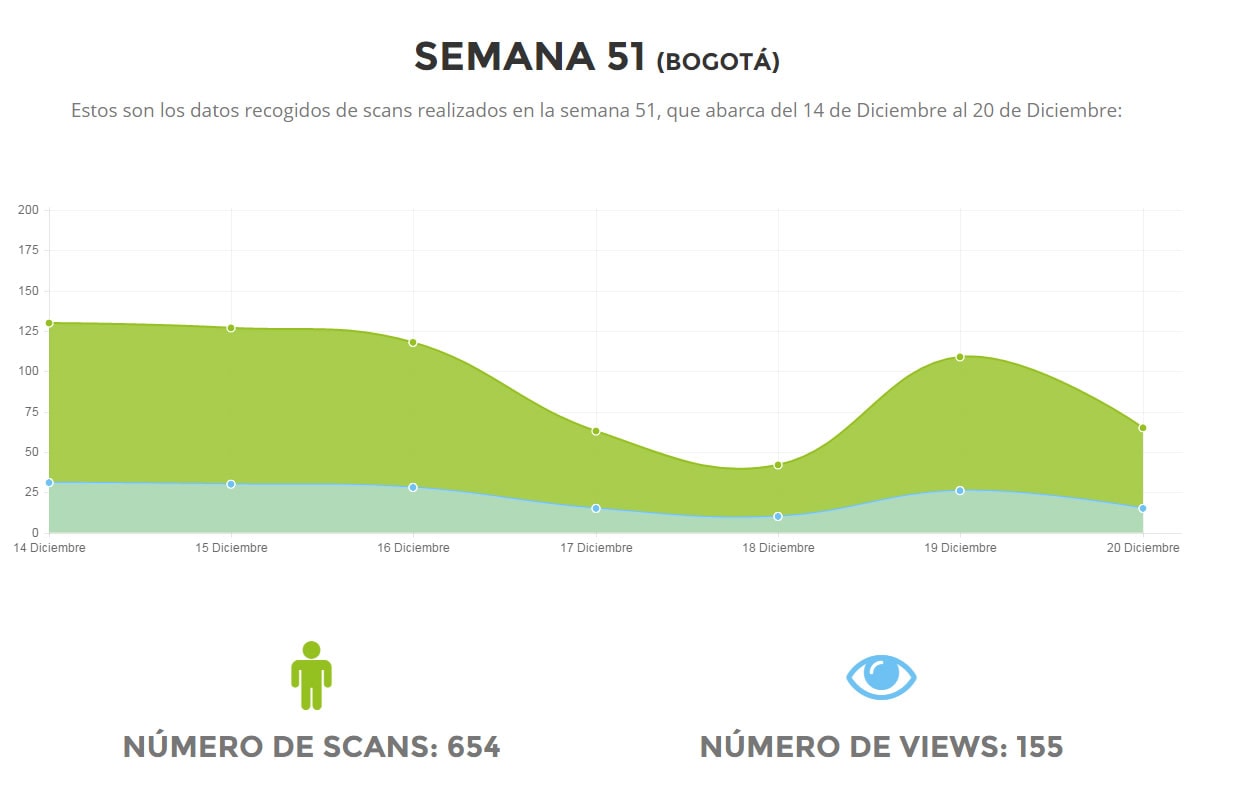 SEMANA 51 (BOGOTÁ)
Estos son los datos recogidos de scans realizados en la semana 51, que abarca del 14 de Diciembre al 20 de Diciembre:
200
175
150
125
100
75
50
25
0
14 Diciembre 15 Diciembre 16 Diciembre 17 Diciembre 18 Diciembre 19 Diciembre 20 Diciembre
NÚMERO DE SCANS: 654 NÚMERO DE VIEWS: 155